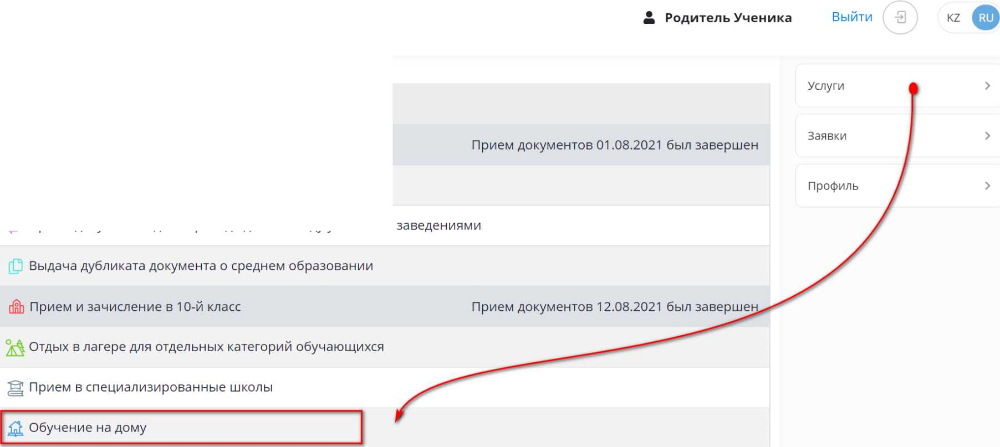 Родитель Ученика
Выйти
KZ RU
Услуги
Заявки
Профиль
Прием документов 01.08.2021 был завершен
заведениями
Выдача дубликата документа о среднем образовании
Прием и зачисление в 10-й класс Прием документов 12.08.2021 был завершен
Отдых в лагере для отдельных категорий обучающихся
Прием в специализированные школы
Обучение на дому